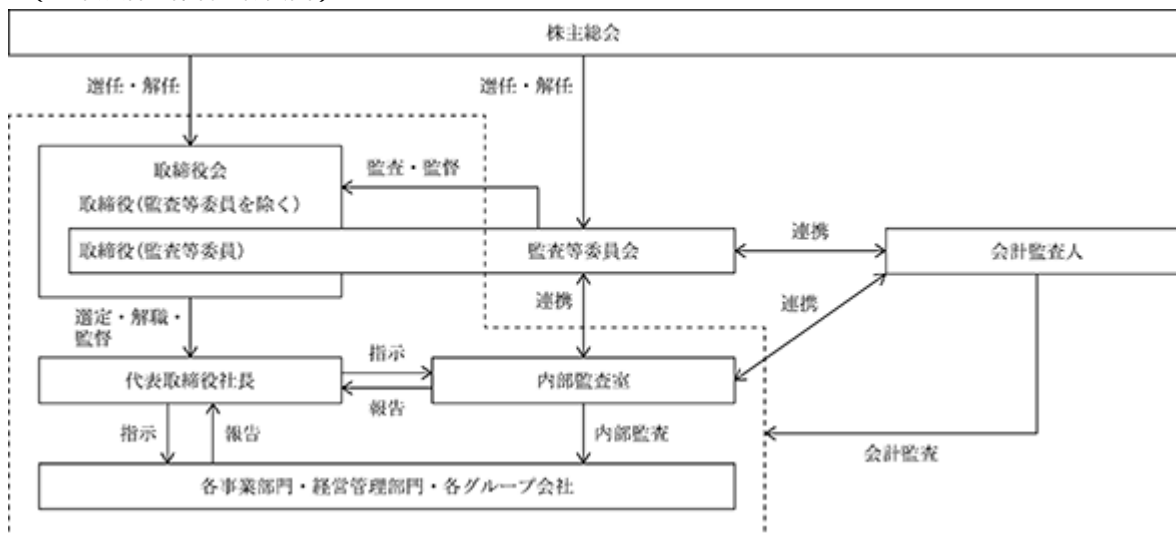 株主総会
選任・解任
選任・解任
取締役会
監査・監督
取締役(監査等委員を除く)
取締役(監査等委員)
監査等委員会
連携
会計監査人
連携
連携
選定・解職・
監督
指示
代表取締役社長
内部監査室
報告
指示
報告
内部監査
会計監査
各事業部門・経営管理部門・各グループ会社